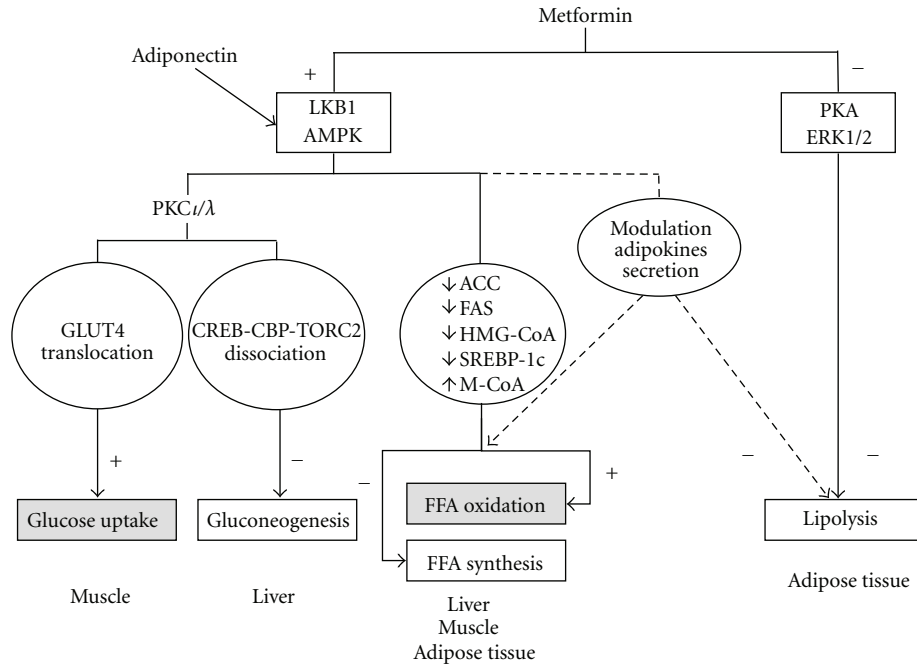 Metformin
Adiponectin
+
−
LKB1
AMPK
PKA
ERK1/2
PKCι/λ
Modulation
adipokines
secretion
GLUT4
translocation
CREB-CBP-TORC2
dissociation
↓ ACC
↓ FAS
↓ HMG-CoA
↓ SREBP-1c
↑ M-CoA
+
−
−
+
−
−
Glucose uptake
Gluconeogenesis
FFA oxidation
Lipolysis
FFA synthesis
Muscle
Liver
Liver
Muscle
Adipose tissue
Adipose tissue